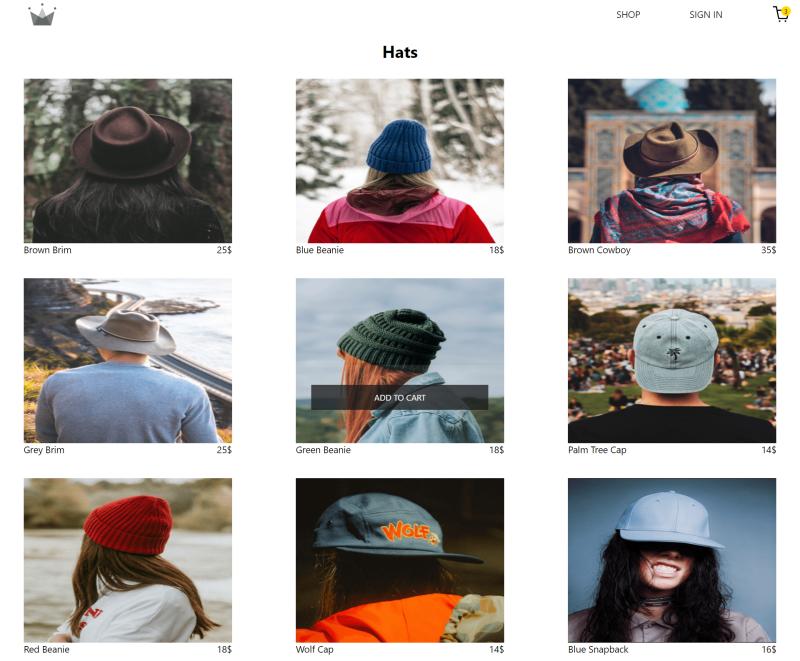 SHOP SIGN IN 3
Hats
Brown Brim 25$
Blue Beanie 18$
Brown Cowboy 35$
Grey Brim 25$
ADD TO CART
Green Beanie 18$
Palm Tree Cap 14$
WOLF
Red Beanie 18$
Wolf Cap 14$
Blue Snapback 16$